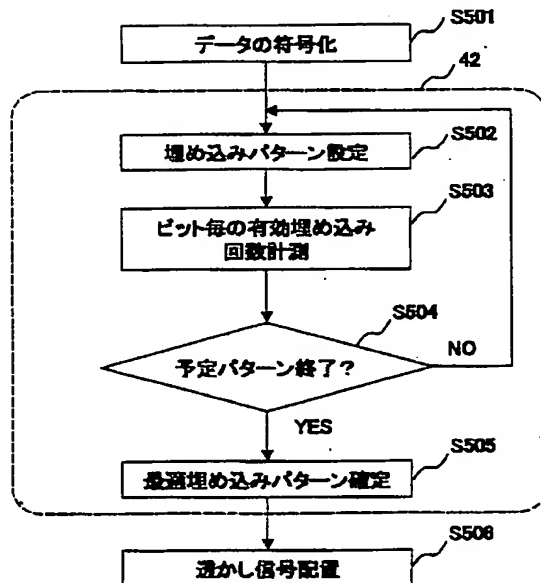 S501
データの符号化
42
S502
埋め込みパターン設定
S503
ビット毎の有効埋め込み
回数計測
S504
予定パターン終了?
NO
YES
S505
最適埋め込みパターン確定
S506
透かし信号配置